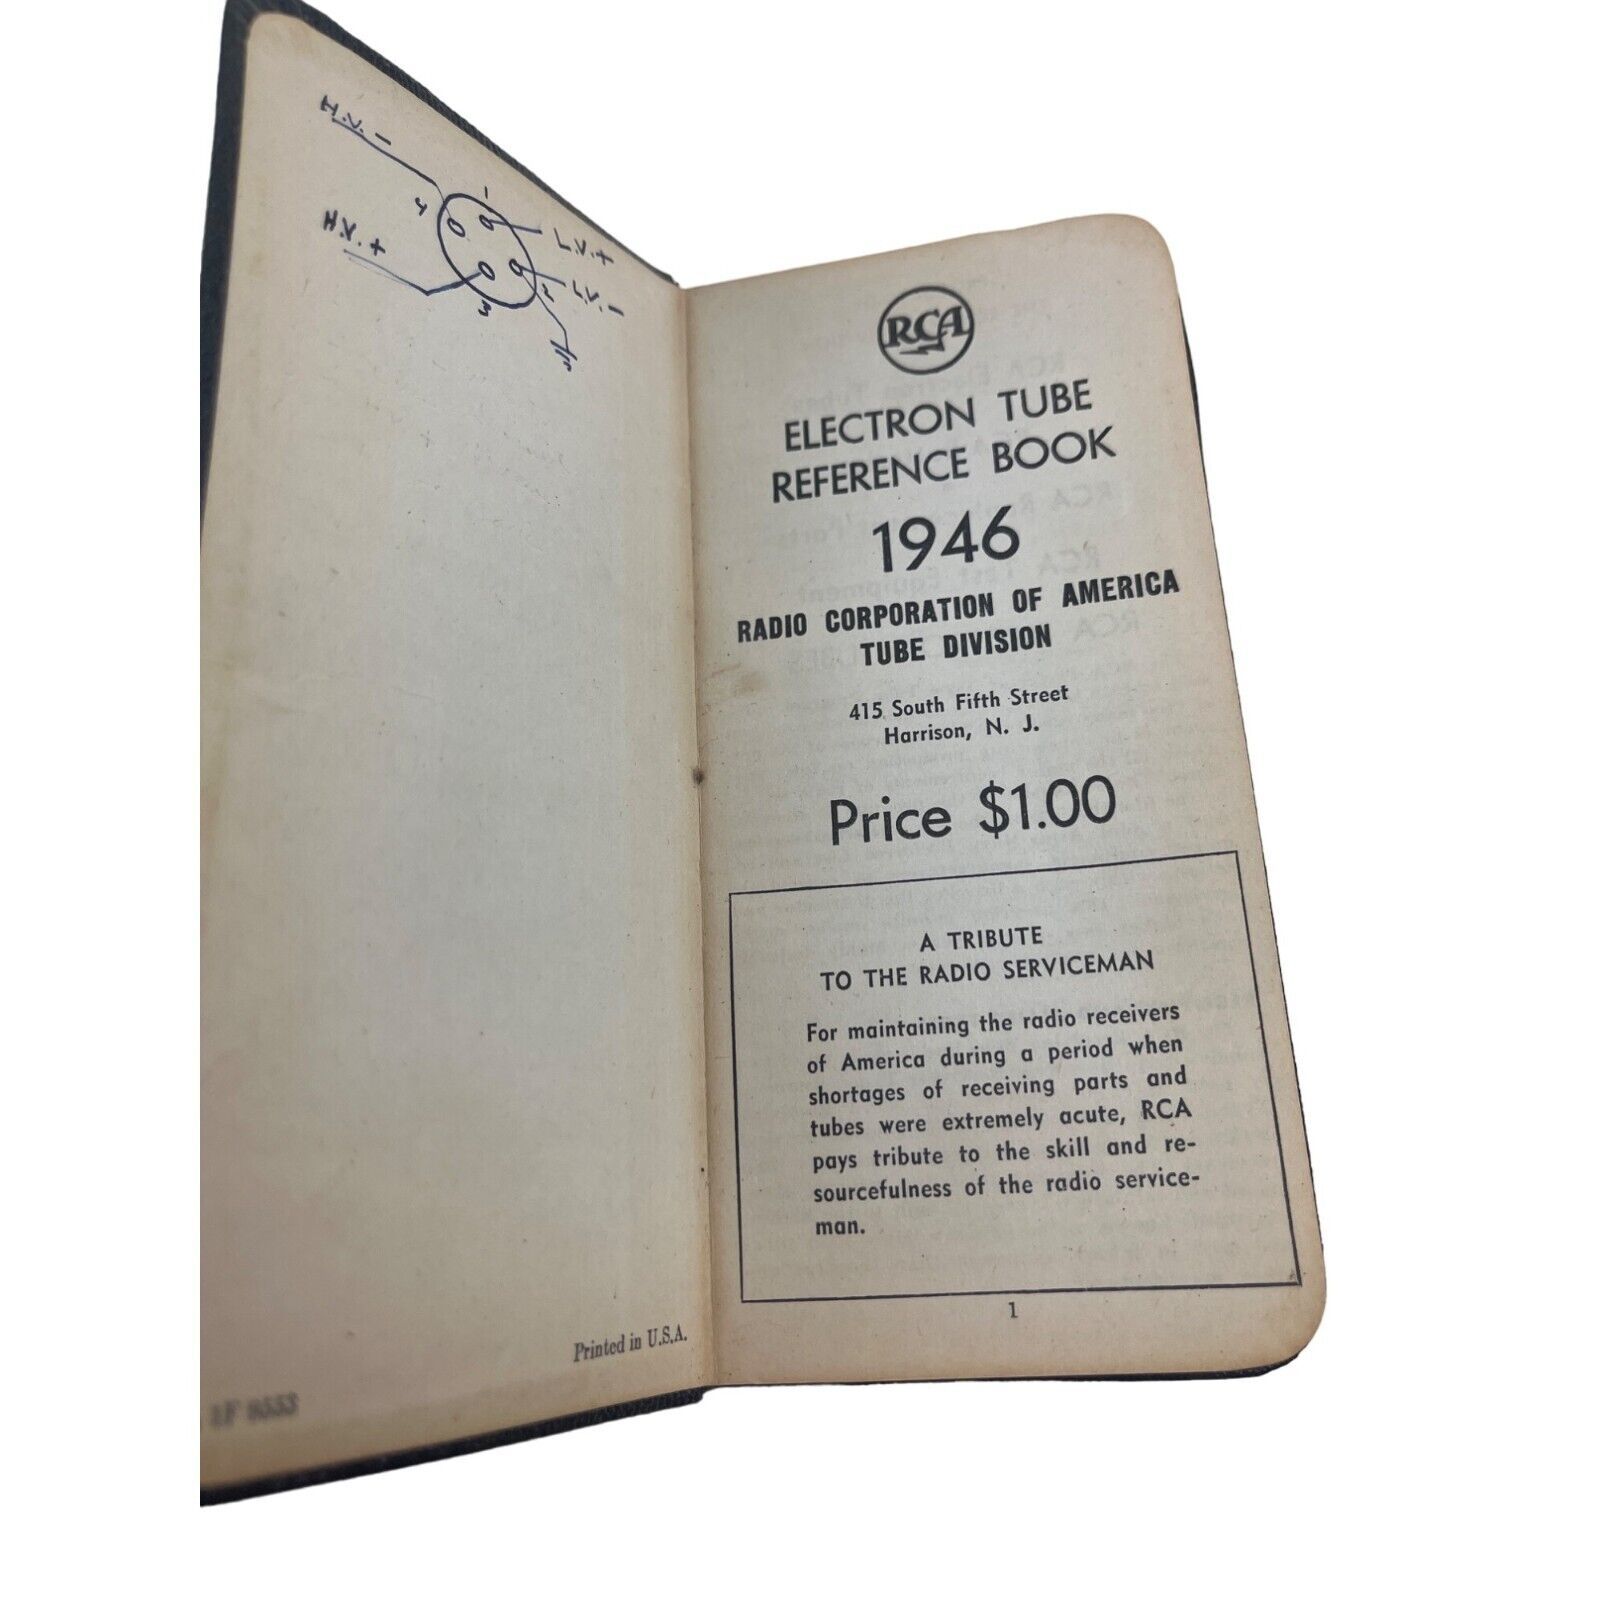 H.V. -
1
4
H.V. +
L.V. +
2
L.V. -
3
Printed in U.S.A.
RCA
ELECTRON TUBE
REFERENCE BOOK
1946
RADIO CORPORATION OF AMERICA
TUBE DIVISION
415 South Fifth Street
Harrison, N. J.
Price $1.00
A TRIBUTE
TO THE RADIO SERVICEMAN
For maintaining the radio receivers
of America during a period when
shortages of receiving parts and
tubes were extremely acute, RCA
pays tribute to the skill and re-
sourcefulness of the radio service-
man.
1